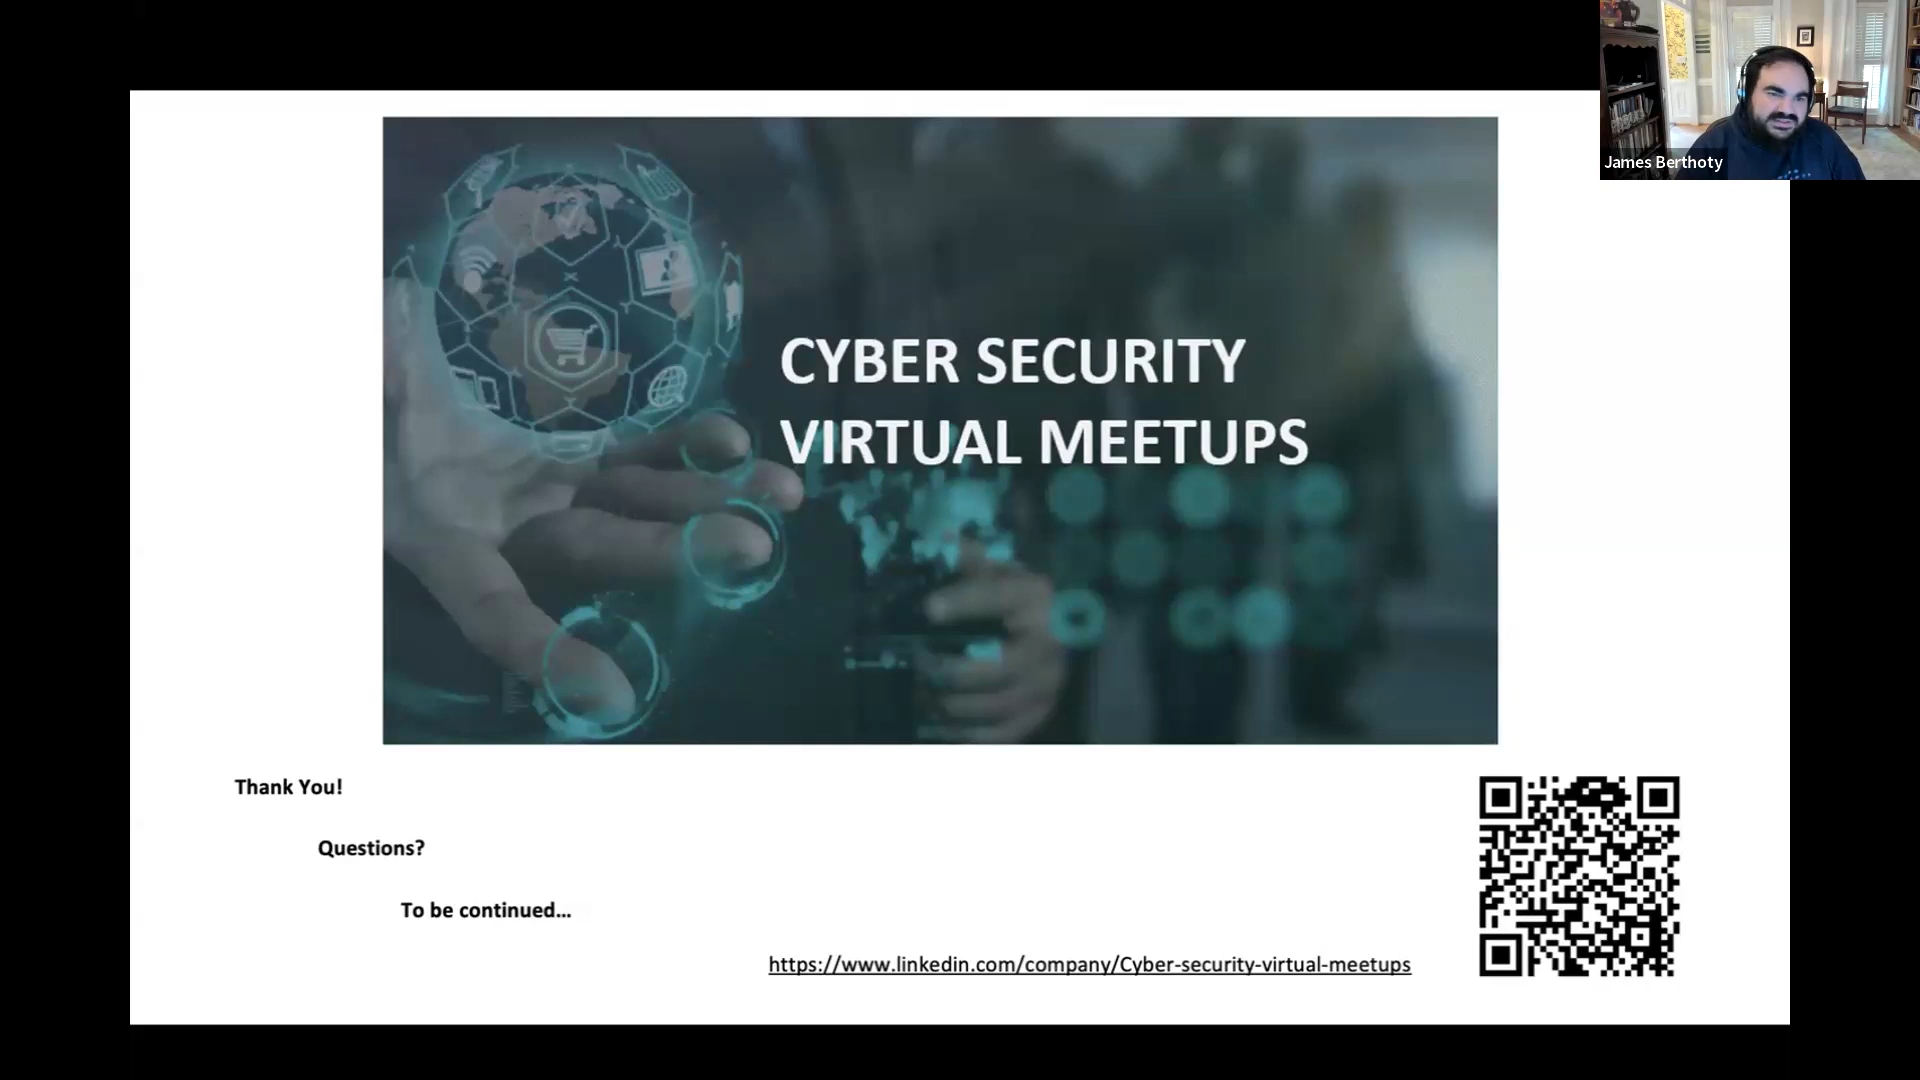 James Berthoty
CYBER SECURITY
VIRTUAL MEETUPS
Thank You!
Questions?
To be continued...
https://www.linkedin.com/company/Cyber-security-virtual-meetups